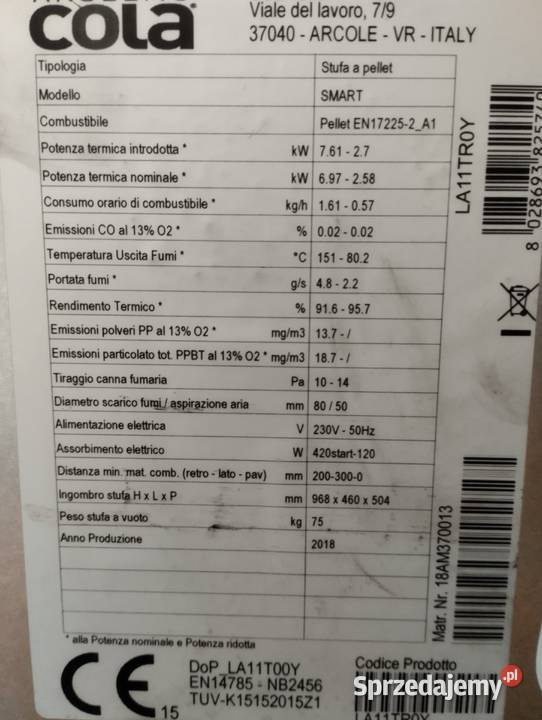 cola
Viale del lavoro, 7/9
37040 - ARCOLE - VR - ITALY
Tipologia Stufa a pellet
Modello SMART
Combustibile Pellet EN17225-2_A1
Potenza termica introdotta * kW 7.61 - 2.7
Potenza termica nominale * kW 6.97 - 2.58
Consumo orario di combustibile * kg/h 1.61 - 0.57
Emissioni CO al 13% O2 * % 0.02 - 0.02
Temperatura Uscita Fumi * °C 151 - 80.2
Portata fumi * g/s 4.8 - 2.2
Rendimento Termico * % 91.6 - 95.7
Emissioni polveri PP al 13% O2 * mg/m3 13.7 - /
Emissioni particolato tot. PPBT al 13% O2 * mg/m3 18.7 - /
Tiraggio canna fumaria Pa 10 - 14
Diametro scarico fumi / aspirazione aria mm 80 / 50
Alimentazione elettrica V 230V - 50Hz
Assorbimento elettrico W 420start-120
Distanza min. mat. comb. (retro - lato - pav) mm 200-300-0
Ingombro stufa H x L x P mm 968 x 460 x 504
Peso stufa a vuoto kg 75
Anno Produzione 2018
* alla Potenza nominale e Potenza ridotta
CE 15
DoP_LA11T00Y
EN14785 - NB2456
TUV-K15152015Z1
Codice Prodotto
LA11TR0Y
LA11TR0Y
Matr. Nr. 18AM370013
Sprzedajemy.pl